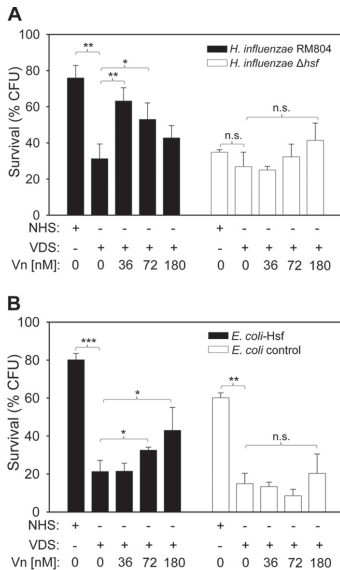 A
H. influenzae RM804
H. influenzae Δhsf
Survival (% CFU)
100
80
60
40
20
0
**
**
*
n.s.
n.s.
NHS: + - - - - + - - - -
VDS: - + + + + - + + + +
Vn [nM]: 0 0 36 72 180 0 0 36 72 180
B
E. coli-Hsf
E. coli control
Survival (% CFU)
100
80
60
40
20
0
***
*
*
**
n.s.
NHS: + - - - - + - - - -
VDS: - + + + + - + + + +
Vn [nM]: 0 0 36 72 180 0 0 36 72 180